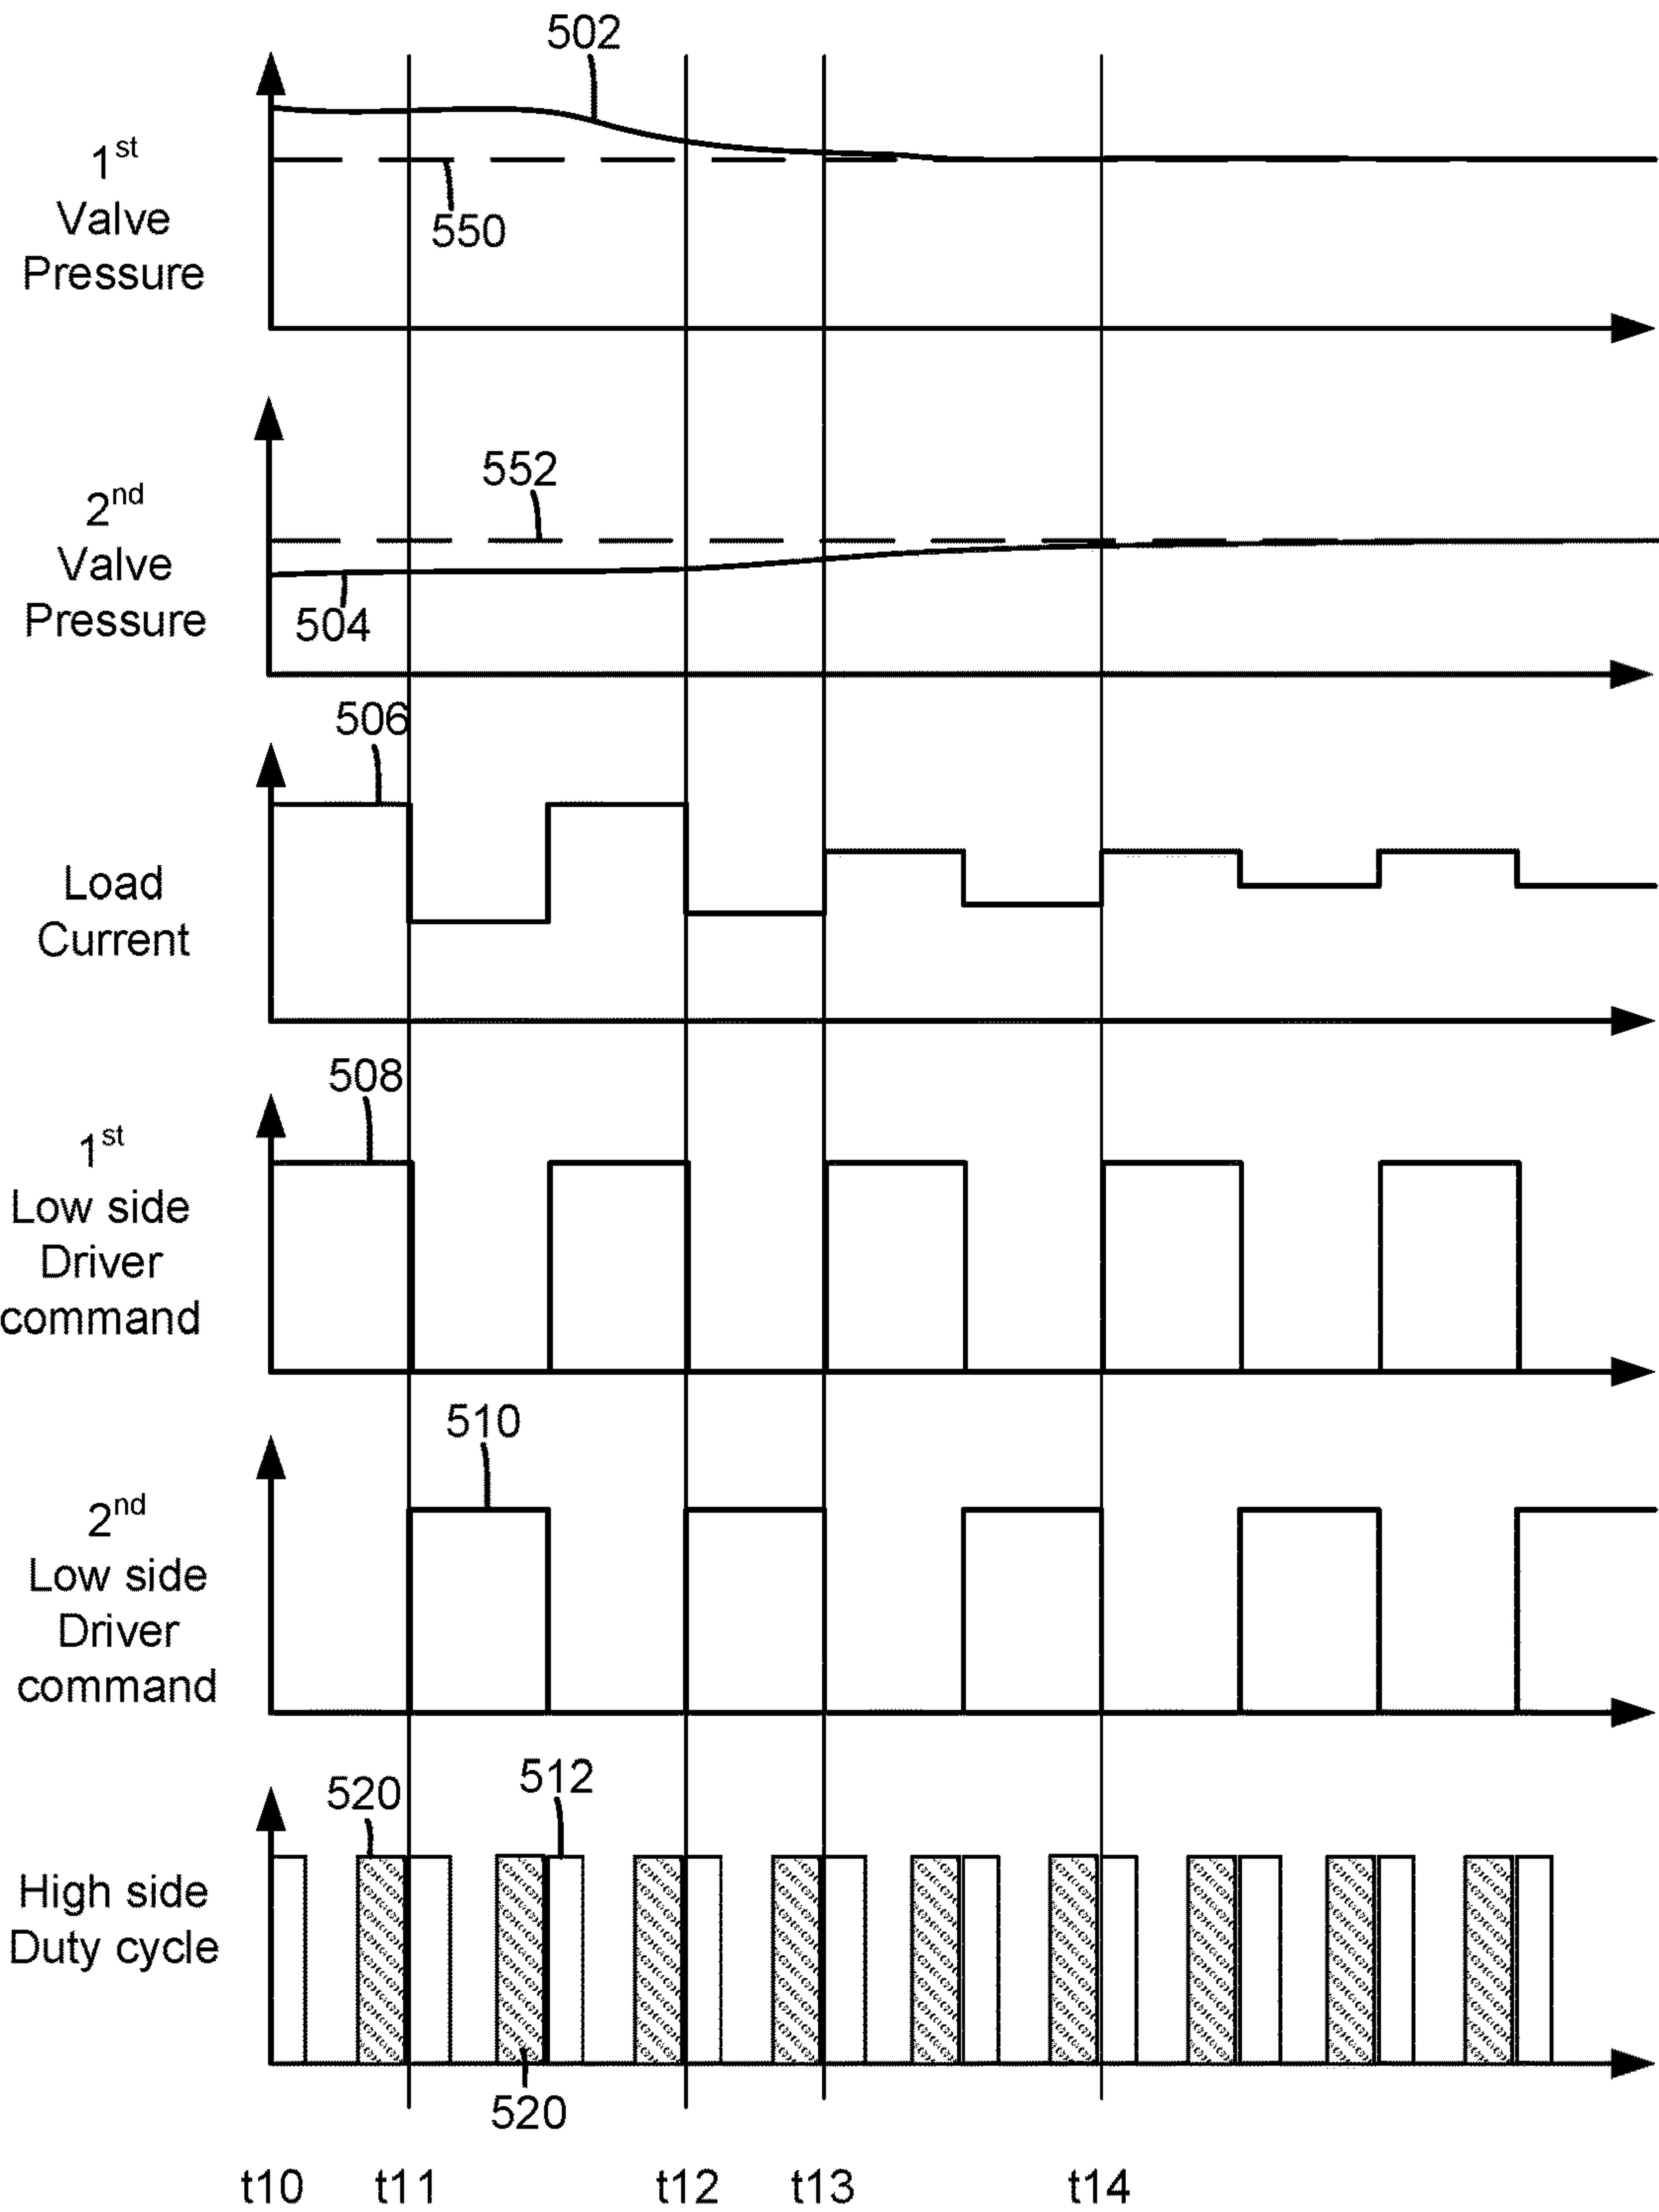 502
1st
Valve
Pressure
550
552
2nd
Valve
Pressure
504
506
Load
Current
508
1st
Low side
Driver
command
510
2nd
Low side
Driver
command
520
512
High side
Duty cycle
520
t10 t11 t12 t13 t14